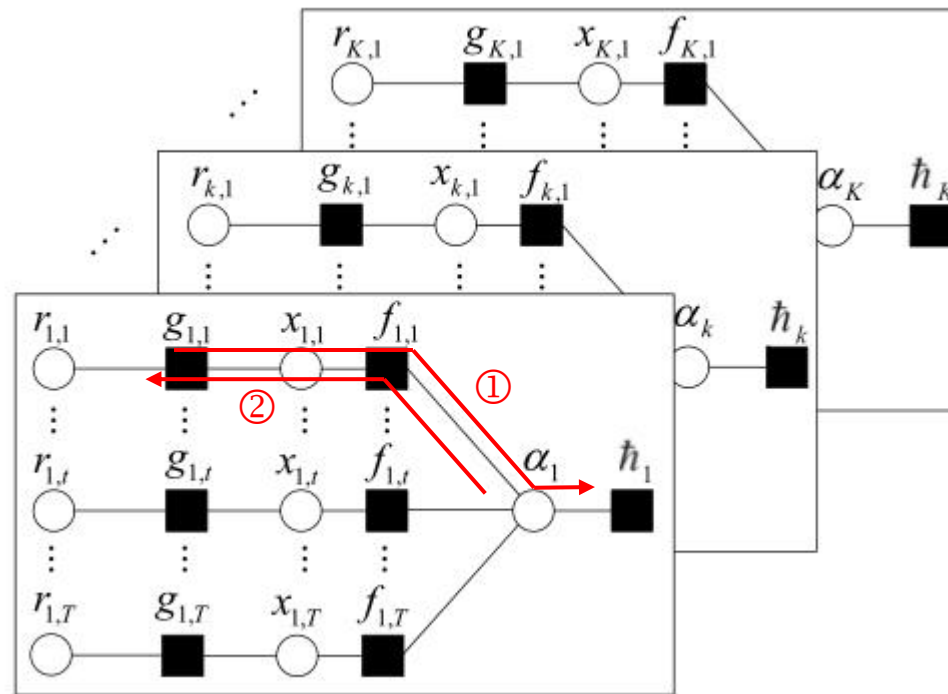 r_{K,1} g_{K,1} x_{K,1} f_{K,1}
α_K ħ_K
r_{k,1} g_{k,1} x_{k,1} f_{k,1}
α_k ħ_k
r_{1,1} g_{1,1} x_{1,1} f_{1,1}
①
②
r_{1,t} g_{1,t} x_{1,t} f_{1,t} α_1 ħ_1
r_{1,T} g_{1,T} x_{1,T} f_{1,T}